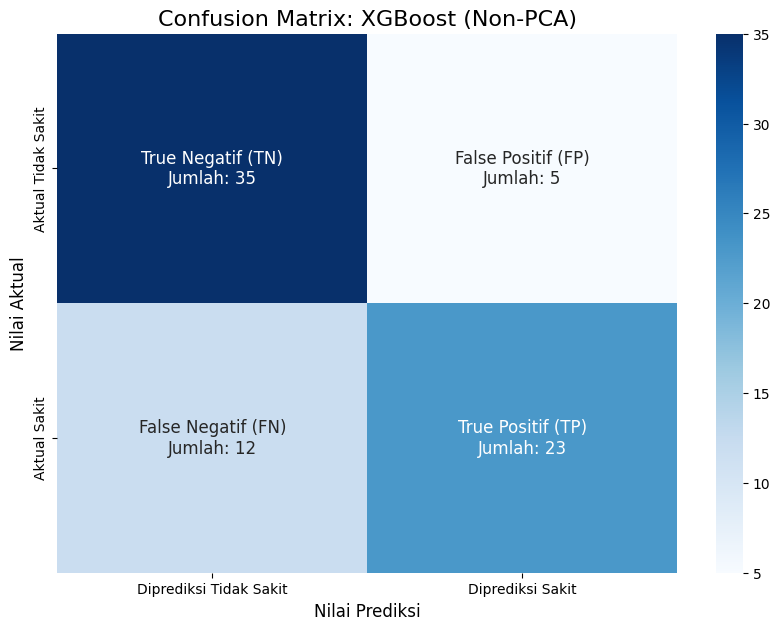 Confusion Matrix: XGBoost (Non-PCA)
Nilai Aktual
Aktual Tidak Sakit
Aktual Sakit
True Negatif (TN)
Jumlah: 35
False Positif (FP)
Jumlah: 5
False Negatif (FN)
Jumlah: 12
True Positif (TP)
Jumlah: 23
Diprediksi Tidak Sakit
Diprediksi Sakit
Nilai Prediksi
35
30
25
20
15
10
5